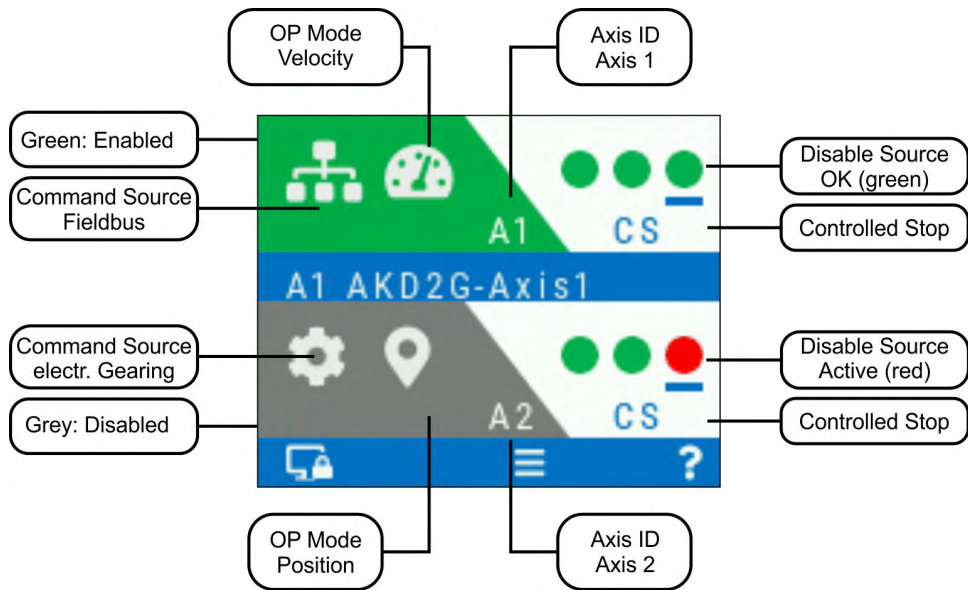 OP Mode
Velocity
Axis ID
Axis 1
Green: Enabled
Disable Source
OK (green)
Command Source
Fieldbus
A1
CS
Controlled Stop
A1 AKD2G-Axis1
Command Source
electr. Gearing
Disable Source
Active (red)
Grey: Disabled
A2
CS
Controlled Stop
?
OP Mode
Position
Axis ID
Axis 2